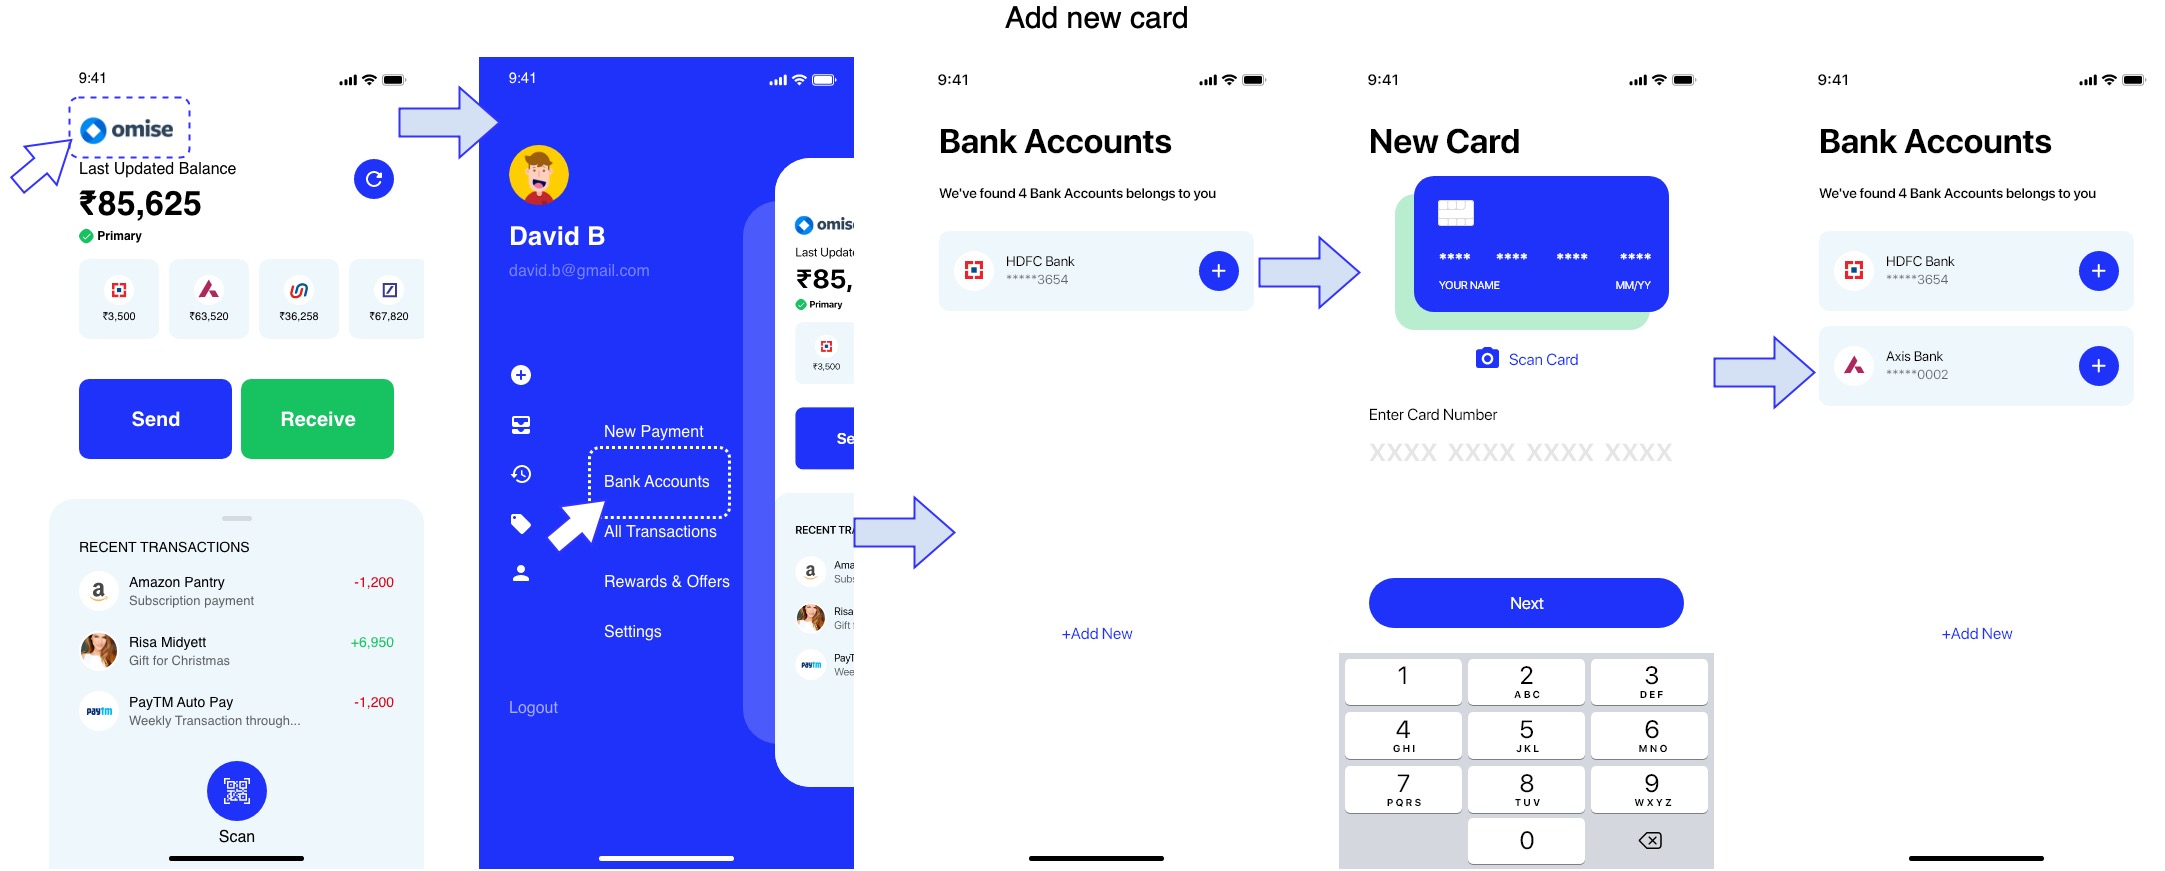 Add new card
9:41
omise
Last Updated Balance
₹85,625
Primary
₹3,500
₹63,520
₹36,258
₹67,820
Send
Receive
RECENT TRANSACTIONS
Amazon Pantry
-1,200
Subscription payment
Risa Midyett
+6,950
Gift for Christmas
PayTM Auto Pay
-1,200
Weekly Transaction through...
Scan
9:41
David B
david.b@gmail.com
New Payment
Bank Accounts
All Transactions
Rewards & Offers
Settings
Logout
omise
Last Update
₹85,
Primary
₹3,500
Se
RECENT TRA
a
Ama
Subs
Risa
Gift f
paytm
PayT
Wee
9:41
Bank Accounts
We've found 4 Bank Accounts belongs to you
HDFC Bank
*****3654
+Add New
9:41
New Card
**** **** **** ****
YOUR NAME
MM/YY
Scan Card
Enter Card Number
XXXX XXXX XXXX XXXX
Next
1
2
ABC
3
DEF
4
GHI
5
JKL
6
MNO
7
PQRS
8
TUV
9
WXYZ
0
9:41
Bank Accounts
We've found 4 Bank Accounts belongs to you
HDFC Bank
*****3654
Axis Bank
*****0002
+Add New